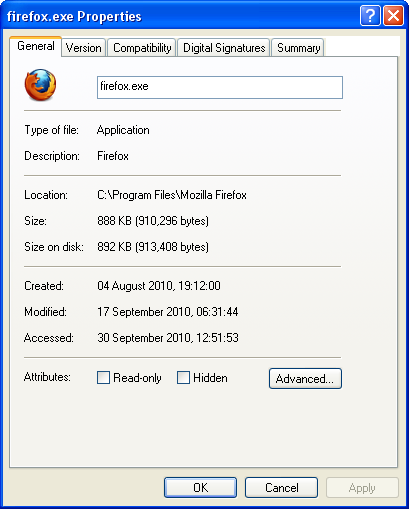 firefox.exe Properties
General Version Compatibility Digital Signatures Summary
firefox.exe
Type of file: Application
Description: Firefox
Location: C:\Program Files\Mozilla Firefox
Size: 888 KB (910,296 bytes)
Size on disk: 892 KB (913,408 bytes)
Created: 04 August 2010, 19:12:00
Modified: 17 September 2010, 06:31:44
Accessed: 30 September 2010, 12:51:53
Attributes: Read-only Hidden Advanced...
OK Cancel Apply